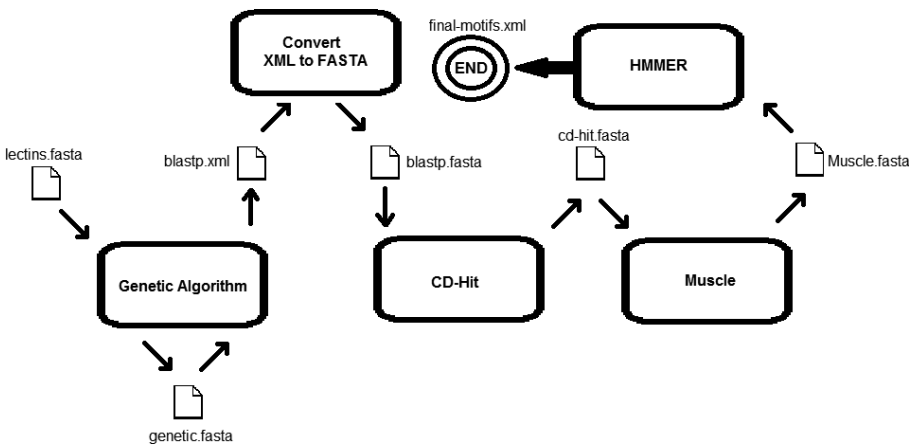 final-motifs.xml
Convert
XML to FASTA
END
HMMER
cd-hit.fasta
lectins.fasta
blastp.xml
blastp.fasta
Muscle.fasta
Genetic Algorithm
CD-Hit
Muscle
genetic.fasta